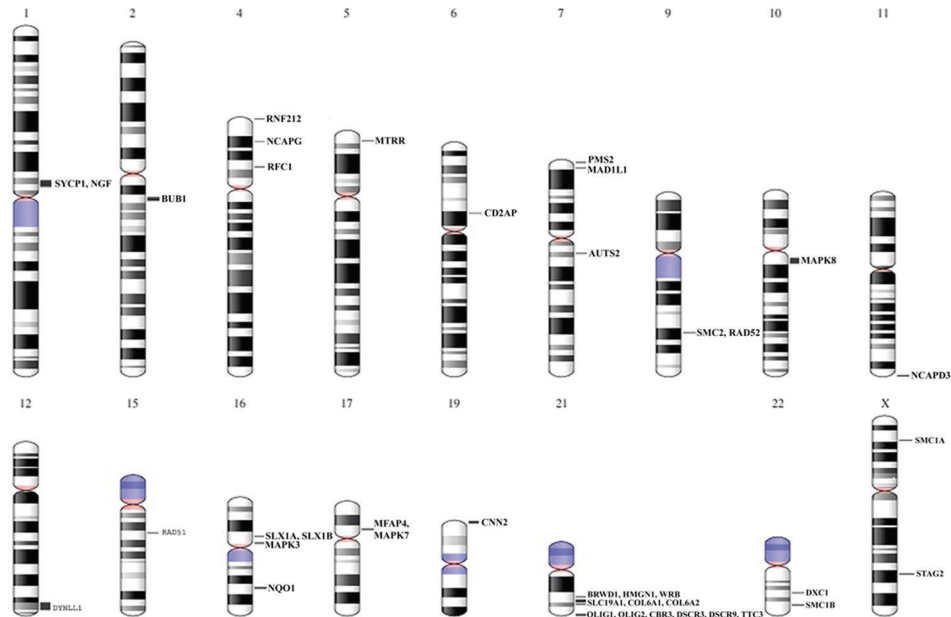 1 2 4 5 6 7 9 10 11
RNF212
NCAPG
MTRR
RFC1
PMS2
MAD1L1
SYCP1, NGF
BUB1
CD2AP
AUTS2
MAPK8
SMC2, RAD52
NCAPD3
12 15 16 17 19 21 22 X
SMC1A
RAD51
SLX1A, SLX1B
MAPK3
MFAP4,
MAPK7
CNN2
NQO1
STAG2
DYNLL1
BRWD1, HMGN1, WRB
SLC19A1, COL6A1, COL6A2
OLIG1, OLIG2, CBR3, DSCR3, DSCR9, TTC3
DXC1
SMC1B